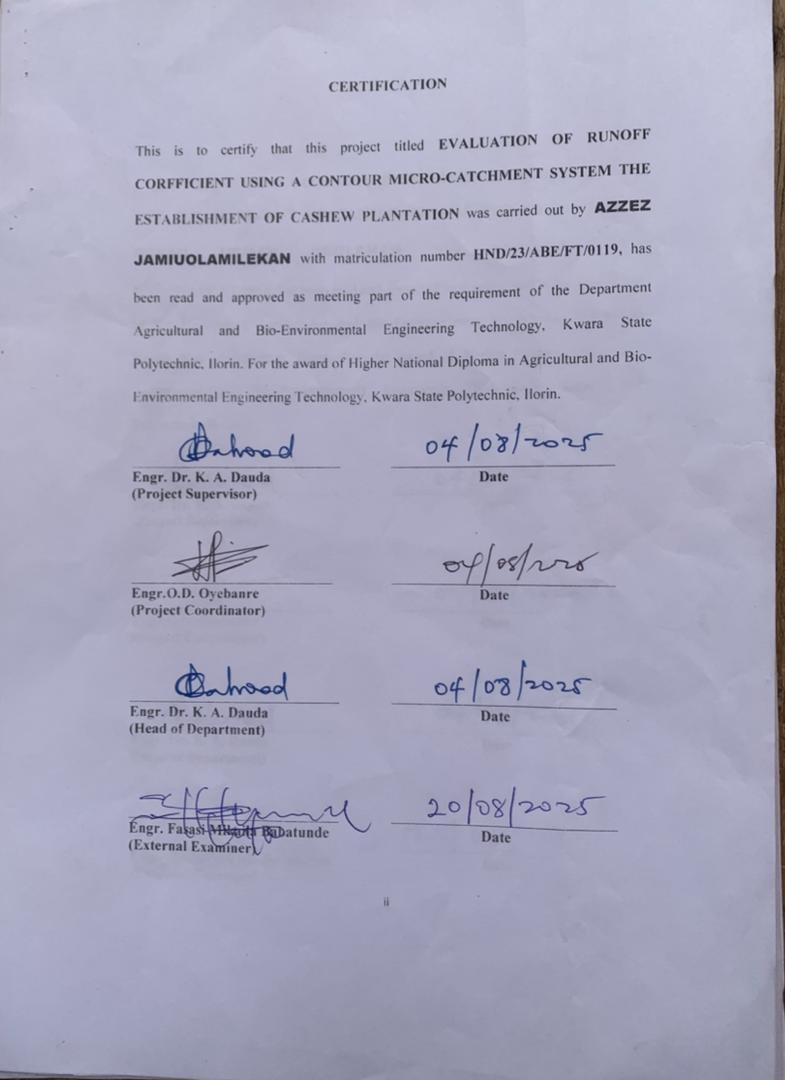 CERTIFICATION
This is to certify that this project titled EVALUATION OF RUNOFF
CORFFICIENT USING A CONTOUR MICRO-CATCHMENT SYSTEM THE
ESTABLISHMENT OF CASHEW PLANTATION was carried out by AZZEZ
JAMIUOLAMILEKAN with matriculation number HND/23/ABE/FT/0119, has
been read and approved as meeting part of the requirement of the Department
Agricultural and Bio-Environmental Engineering Technology, Kwara State
Polytechnic, Ilorin. For the award of Higher National Diploma in Agricultural and Bio-
Environmental Engineering Technology, Kwara State Polytechnic, Ilorin.
04/08/2025
Engr. Dr. K. A. Dauda Date
(Project Supervisor)
04/08/2025
Engr.O.D. Oyebanre Date
(Project Coordinator)
04/08/2025
Engr. Dr. K. A. Dauda Date
(Head of Department)
20/08/2025
Engr. Fasasi Babatunde Date
(External Examiner)
ii